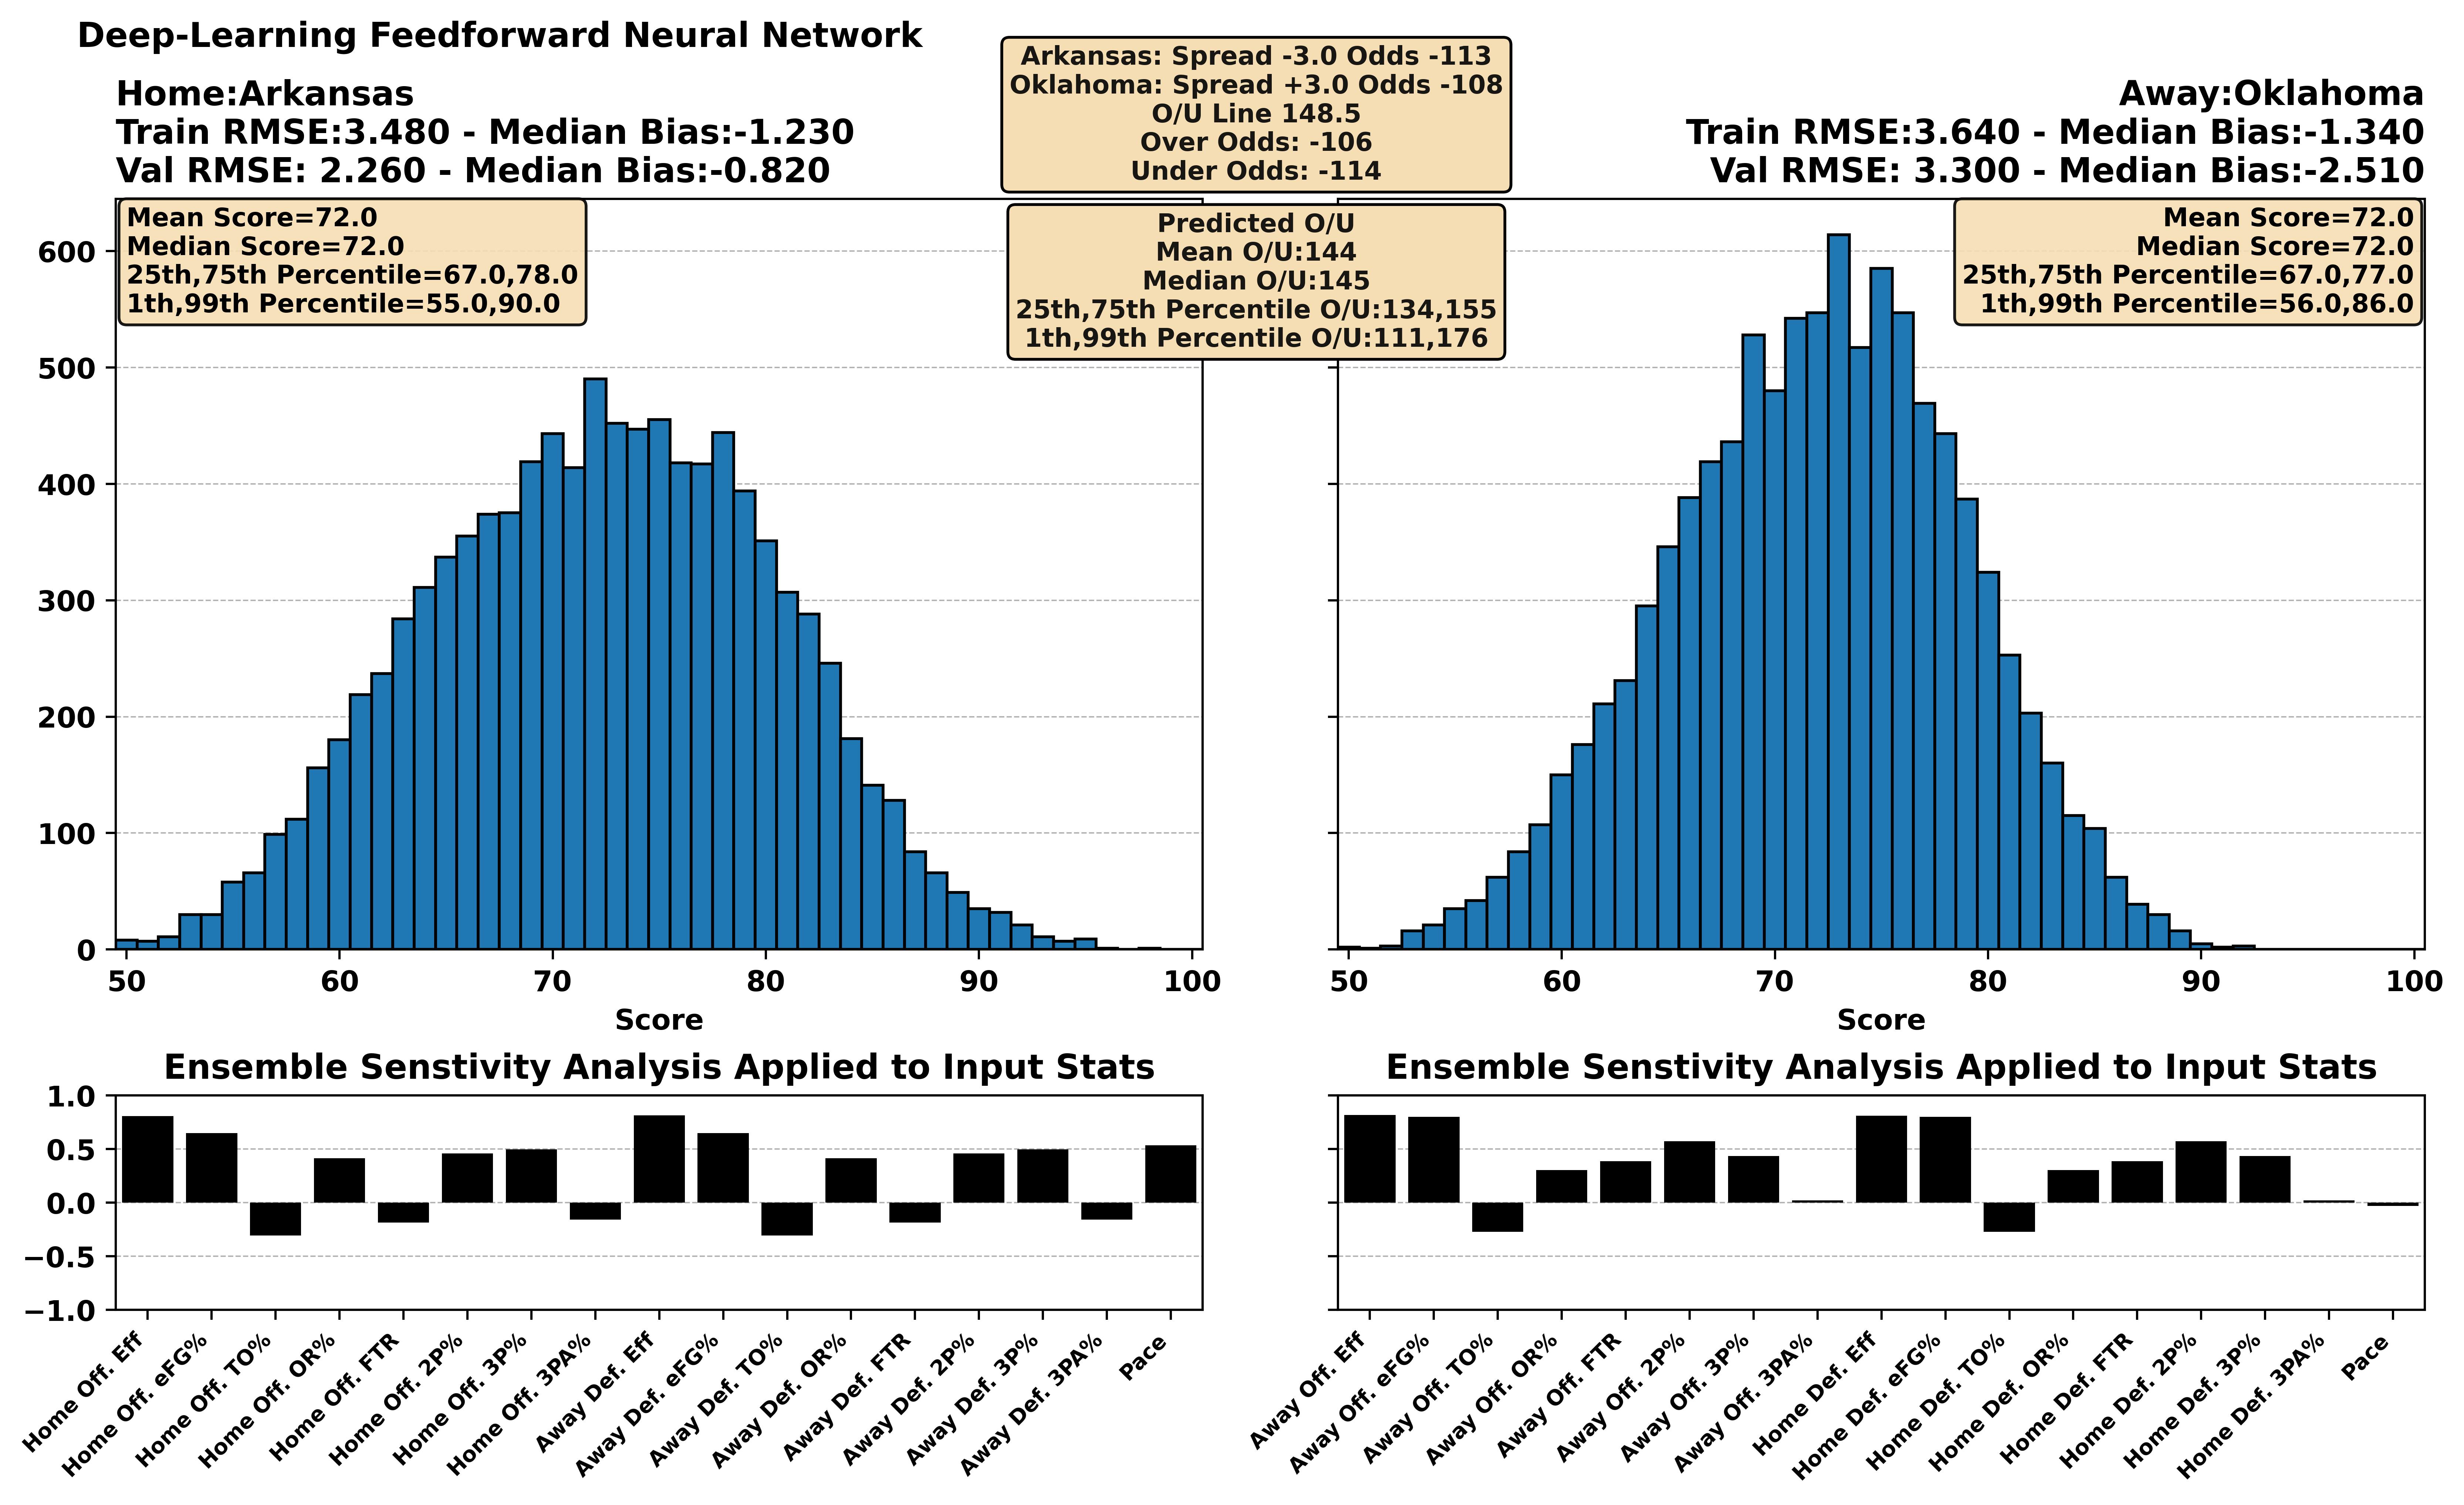 Deep-Learning Feedforward Neural Network
Arkansas: Spread -3.0 Odds -113
Oklahoma: Spread +3.0 Odds -108
O/U Line 148.5
Over Odds: -106
Under Odds: -114
Home:Arkansas
Train RMSE:3.480 - Median Bias:-1.230
Val RMSE: 2.260 - Median Bias:-0.820
Away:Oklahoma
Train RMSE:3.640 - Median Bias:-1.340
Val RMSE: 3.300 - Median Bias:-2.510
Mean Score=72.0
Median Score=72.0
25th,75th Percentile=67.0,78.0
1th,99th Percentile=55.0,90.0
Predicted O/U
Mean O/U:144
Median O/U:145
25th,75th Percentile O/U:134,155
1th,99th Percentile O/U:111,176
Mean Score=72.0
Median Score=72.0
25th,75th Percentile=67.0,77.0
1th,99th Percentile=56.0,86.0
600
500
400
300
200
100
0
50 60 70 80 90 100
Score
50 60 70 80 90 100
Score
Ensemble Senstivity Analysis Applied to Input Stats
Ensemble Senstivity Analysis Applied to Input Stats
1.0
0.5
0.0
−0.5
−1.0
Home Off. Eff
Home Off. eFG%
Home Off. TO%
Home Off. OR%
Home Off. FTR
Home Off. 2P%
Home Off. 3P%
Home Off. 3PA%
Away Def. Eff
Away Def. eFG%
Away Def. TO%
Away Def. OR%
Away Def. FTR
Away Def. 2P%
Away Def. 3P%
Away Def. 3PA%
Pace
Away Off. Eff
Away Off. eFG%
Away Off. TO%
Away Off. OR%
Away Off. FTR
Away Off. 2P%
Away Off. 3P%
Away Off. 3PA%
Home Def. Eff
Home Def. eFG%
Home Def. TO%
Home Def. OR%
Home Def. FTR
Home Def. 2P%
Home Def. 3P%
Home Def. 3PA%
Pace